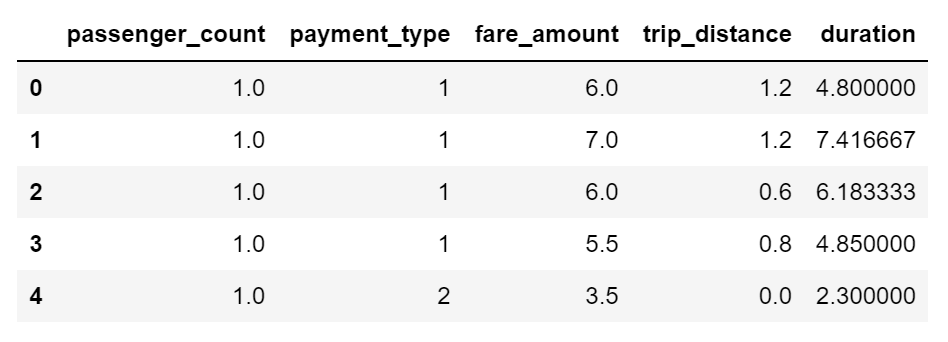 passenger_count payment_type fare_amount trip_distance duration
0 1.0 1 6.0 1.2 4.800000
1 1.0 1 7.0 1.2 7.416667
2 1.0 1 6.0 0.6 6.183333
3 1.0 1 5.5 0.8 4.850000
4 1.0 2 3.5 0.0 2.300000